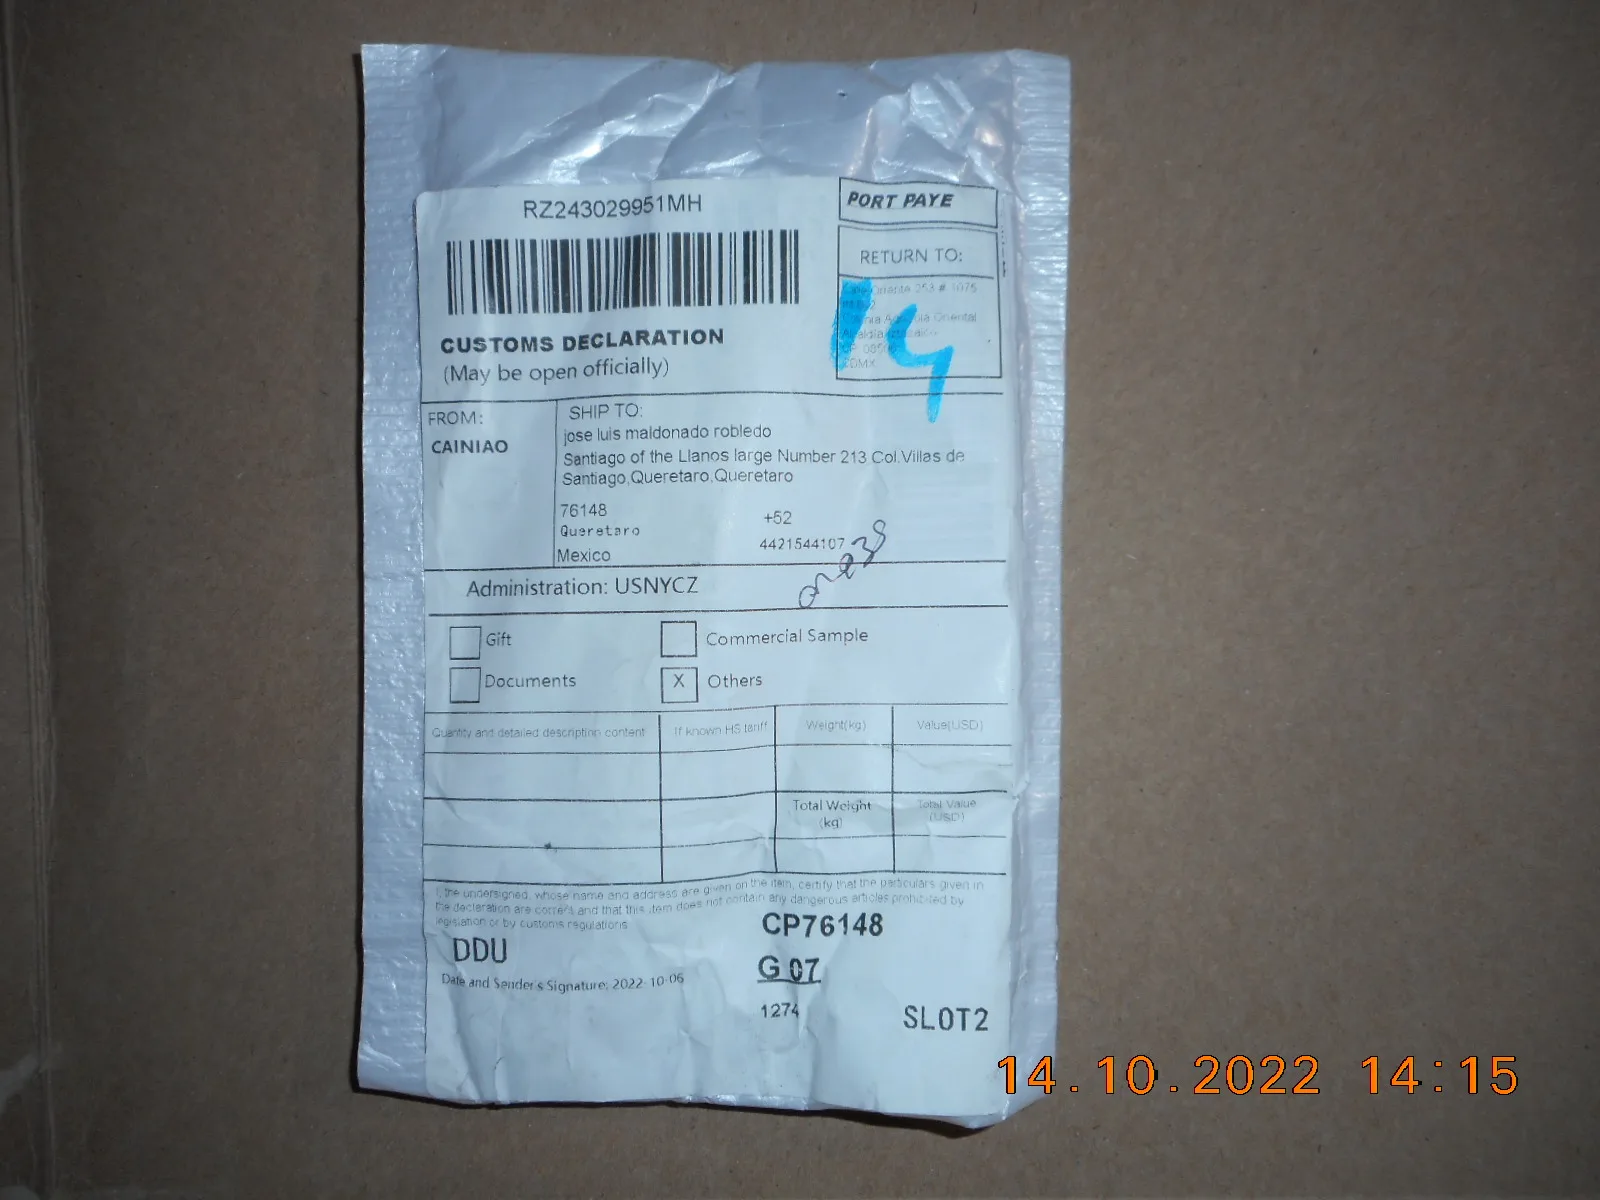 RZ243029951MH
PORT PAYE
RETURN TO:
Oriente 253 # 1075
Oriental
CDMX
CUSTOMS DECLARATION
(May be open officially)
FROM:
CAINIAO
SHIP TO:
jose luis maldonado robledo
Santiago of the Llanos large Number 213 Col.Villas de
Santiago,Queretaro,Queretaro
76148
+52
Queretaro
4421544107
Mexico
Administration: USNYCZ
Gift
Commercial Sample
Documents
X Others
Quantity and detailed description content
If known HS tariff
Weight(kg)
Value(USD)
Total Weight
(kg)
Total Value
(USD)
I, the undersigned, whose name and address are given on the item, certify that the particulars given in
the declaration are correct and that this item does not contain any dangerous articles prohibited by
legislation or by customs regulations
CP76148
DDU
G 07
Date and Sender's Signature: 2022-10-06
1274
SLOT2
14.10.2022 14:15